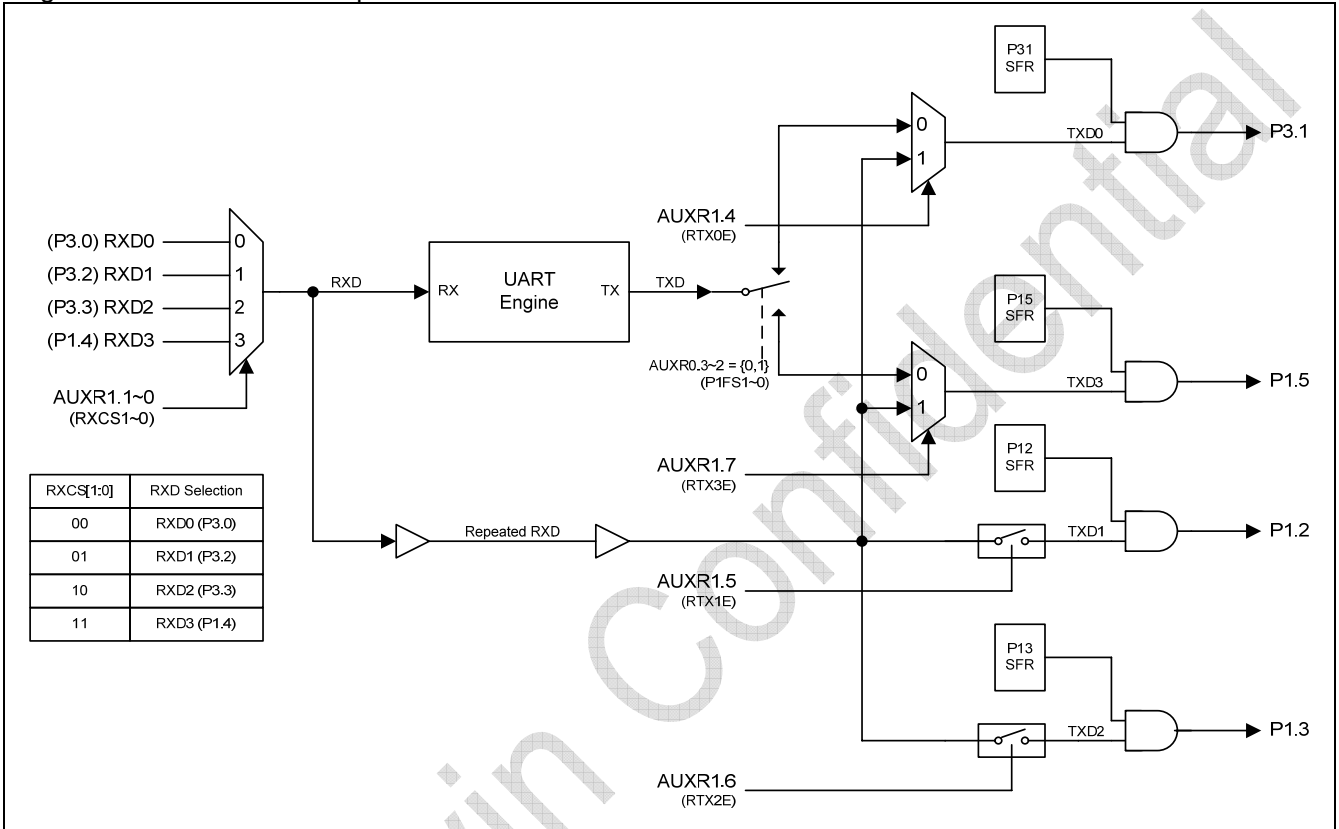 P31
SFR
0
1
TXD0
P3.1
AUXR1.4
(RTX0E)
(P3.0) RXD0
(P3.2) RXD1
(P3.3) RXD2
(P1.4) RXD3
0
1
2
3
RXD
RX
UART
Engine
TX
TXD
AUXR1.1~0
(RXCS1~0)
AUXR0.3~2 = {0,1}
(P1FS1~0)
P15
SFR
0
1
TXD3
P1.5
AUXR1.7
(RTX3E)
P12
SFR
RXCS[1:0] RXD Selection
00 RXD0 (P3.0)
01 RXD1 (P3.2)
10 RXD2 (P3.3)
11 RXD3 (P1.4)
Repeated RXD
TXD1
P1.2
AUXR1.5
(RTX1E)
P13
SFR
TXD2
P1.3
AUXR1.6
(RTX2E)
Confidential